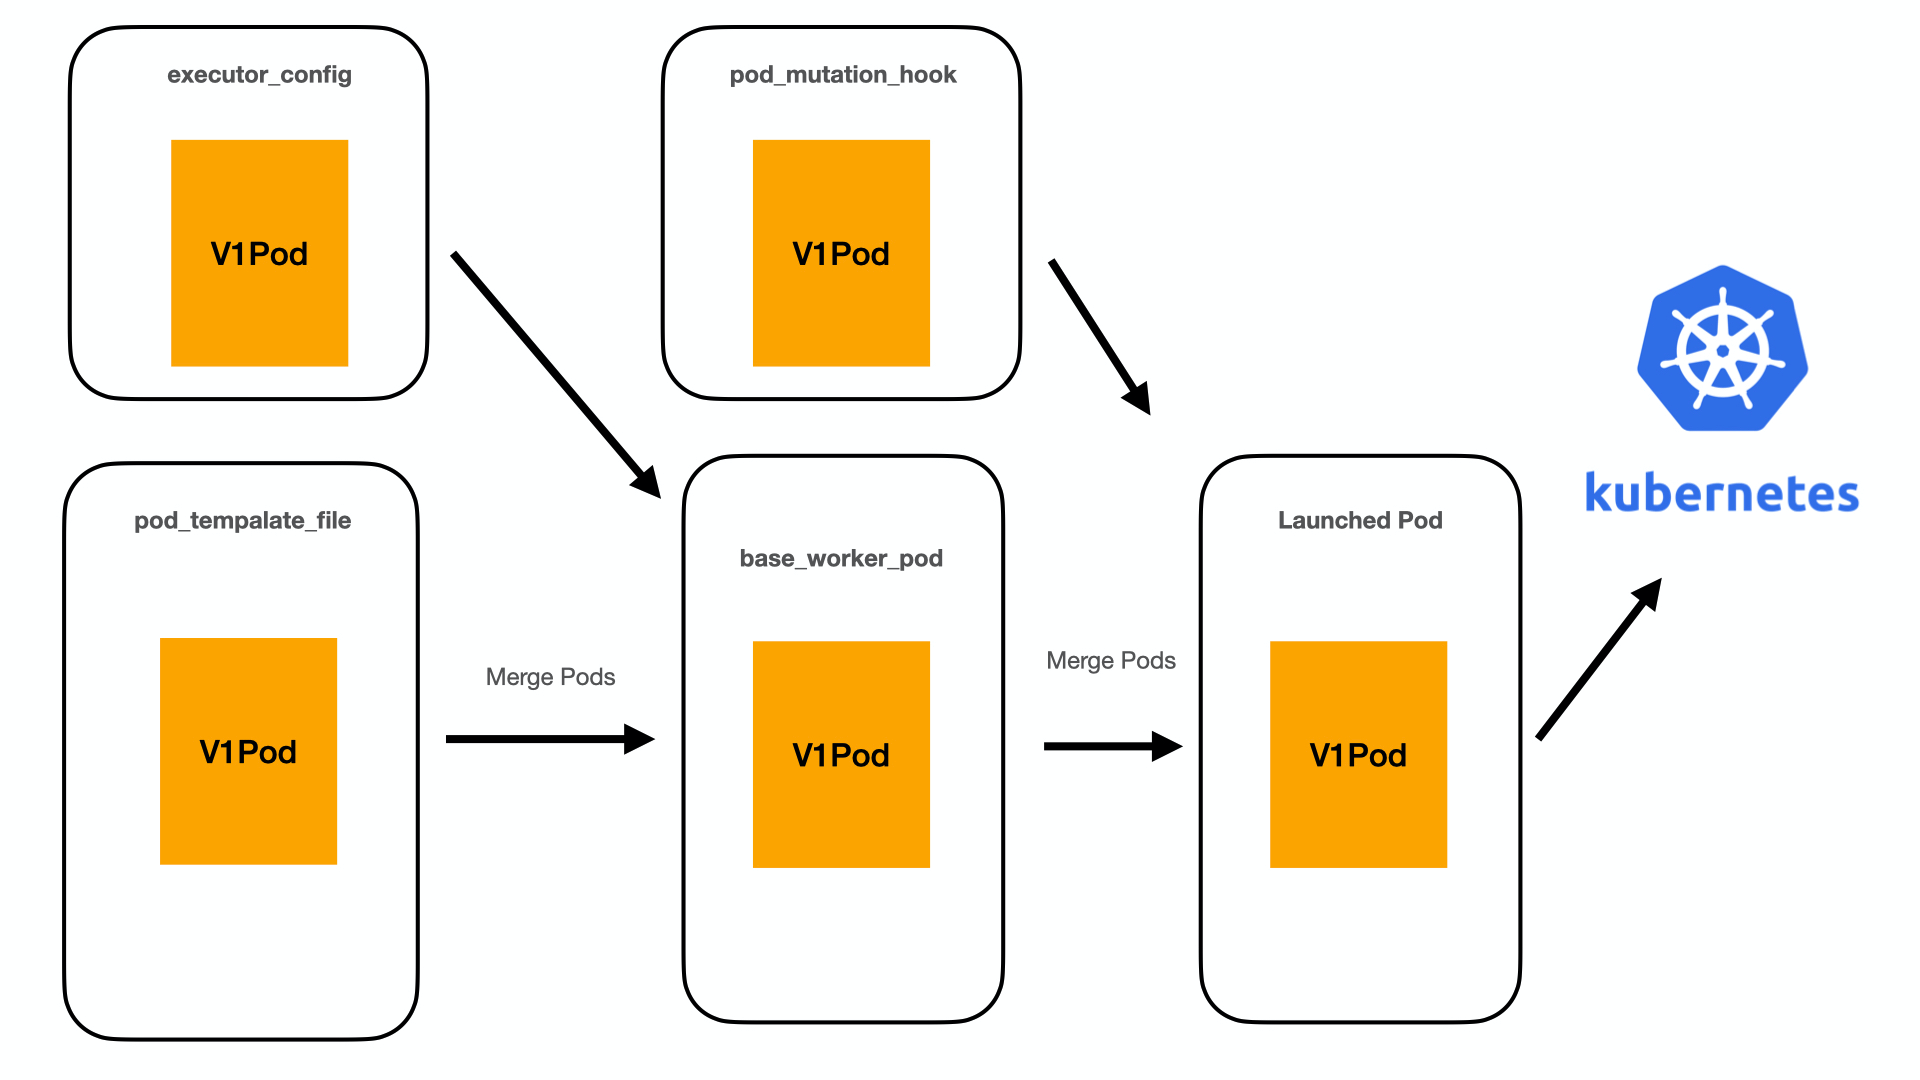 executor_config
V1Pod
pod_mutation_hook
V1Pod
kubernetes
pod_tempalate_file
V1Pod
Merge Pods
base_worker_pod
V1Pod
Merge Pods
Launched Pod
V1Pod